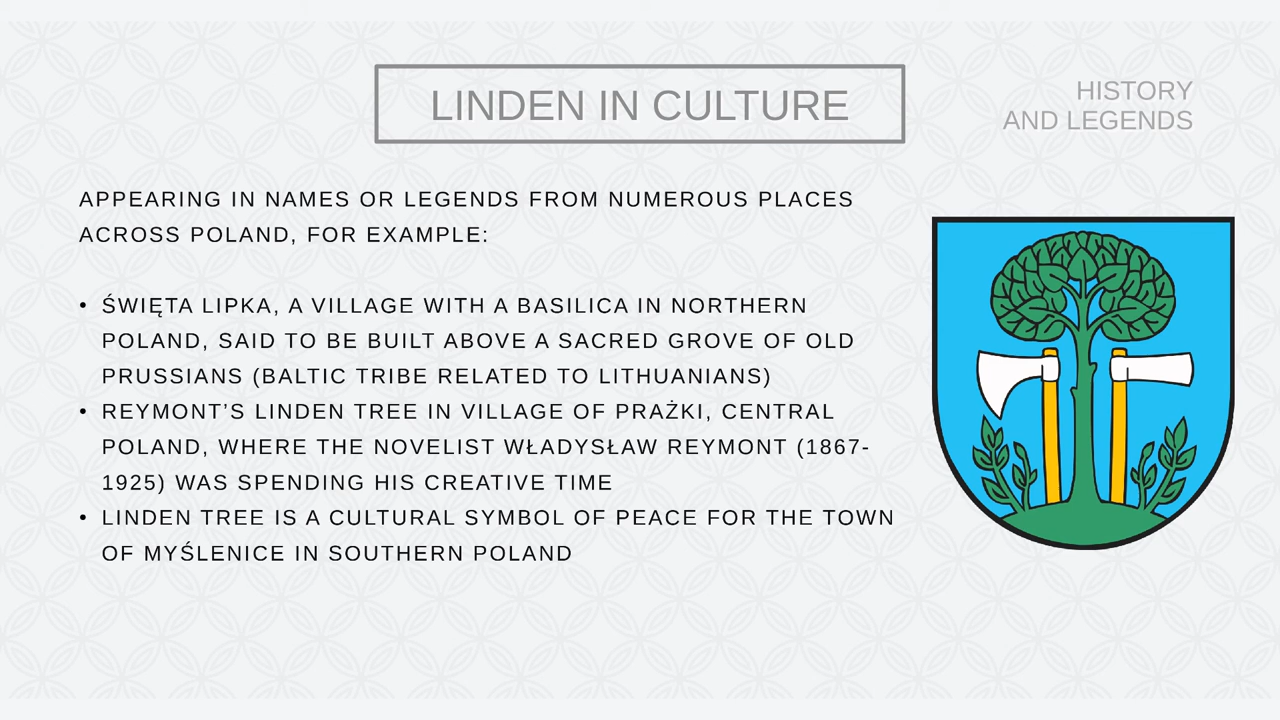 LINDEN IN CULTURE
HISTORY
AND LEGENDS
APPEARING IN NAMES OR LEGENDS FROM NUMEROUS PLACES
ACROSS POLAND, FOR EXAMPLE:
• ŚWIĘTA LIPKA, A VILLAGE WITH A BASILICA IN NORTHERN
POLAND, SAID TO BE BUILT ABOVE A SACRED GROVE OF OLD
PRUSSIANS (BALTIC TRIBE RELATED TO LITHUANIANS)
• REYMONT’S LINDEN TREE IN VILLAGE OF PRAŻKI, CENTRAL
POLAND, WHERE THE NOVELIST WŁADYSŁAW REYMONT (1867-
1925) WAS SPENDING HIS CREATIVE TIME
• LINDEN TREE IS A CULTURAL SYMBOL OF PEACE FOR THE TOWN
OF MYŚLENICE IN SOUTHERN POLAND